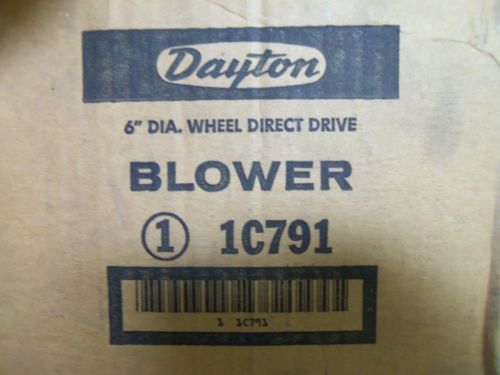 Dayton
6" DIA. WHEEL DIRECT DRIVE
BLOWER
1 1C791
1 1C791